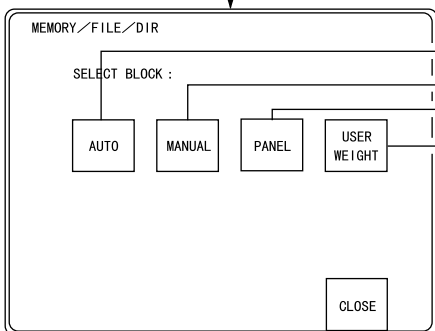 MEMORY／FILE／DIR
SELECT BLOCK :
AUTO
MANUAL
PANEL
USER
WEIGHT
CLOSE